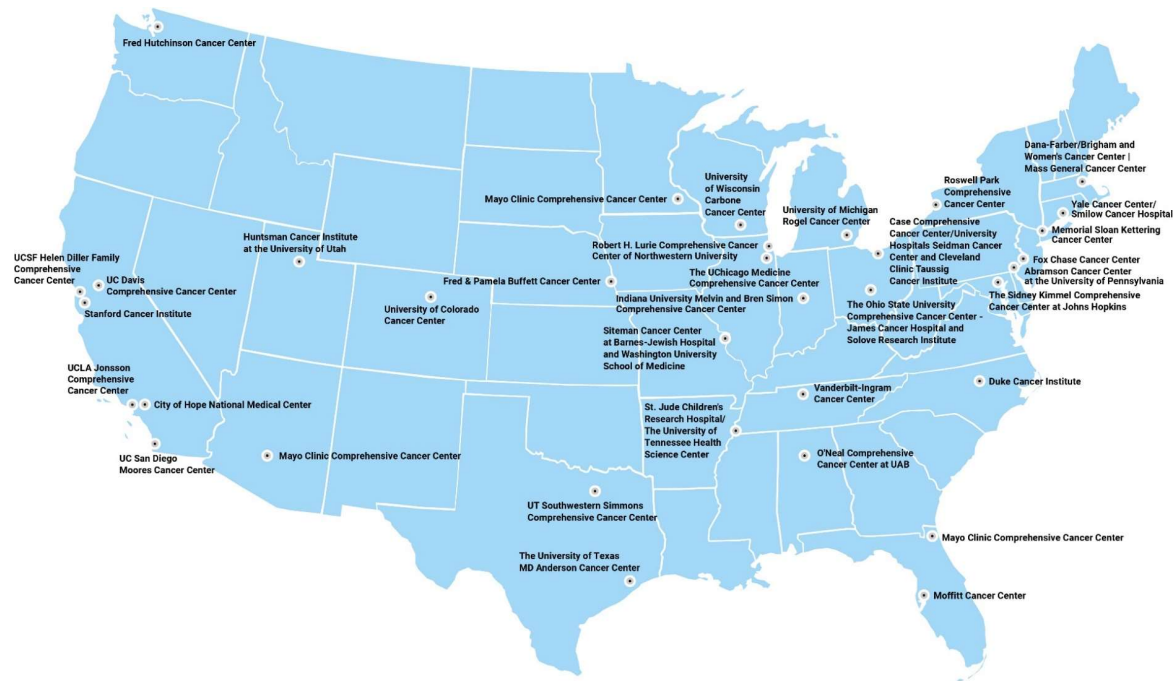 Fred Hutchinson Cancer Center
Dana-Farber/Brigham and
Women's Cancer Center |
Mass General Cancer Center
Roswell Park
Comprehensive
Cancer Center
University
of Wisconsin
Carbone
Cancer Center
Mayo Clinic Comprehensive Cancer Center
University of Michigan
Rogel Cancer Center
Yale Cancer Center/
Smilow Cancer Hospital
Case Comprehensive
Cancer Center/University
Hospitals Seidman Cancer
Center and Cleveland
Clinic Taussig
Cancer Institute
Memorial Sloan Kettering
Cancer Center
Huntsman Cancer Institute
at the University of Utah
Robert H. Lurie Comprehensive Cancer
Center of Northwestern University
UCSF Helen Diller Family
Comprehensive
Cancer Center
Fox Chase Cancer Center
Abramson Cancer Center
at the University of Pennsylvania
The UChicago Medicine
Comprehensive Cancer Center
UC Davis
Comprehensive Cancer Center
Fred & Pamela Buffett Cancer Center
Stanford Cancer Institute
University of Colorado
Cancer Center
Indiana University Melvin and Bren Simon
Comprehensive Cancer Center
The Ohio State University
Comprehensive Cancer Center -
James Cancer Hospital and
Solove Research Institute
The Sidney Kimmel Comprehensive
Cancer Center at Johns Hopkins
Siteman Cancer Center
at Barnes-Jewish Hospital
and Washington University
School of Medicine
UCLA Jonsson
Comprehensive
Cancer Center
City of Hope National Medical Center
Vanderbilt-Ingram
Cancer Center
Duke Cancer Institute
St. Jude Children's
Research Hospital/
The University of
Tennessee Health
Science Center
UC San Diego
Moores Cancer Center
Mayo Clinic Comprehensive Cancer Center
O'Neal Comprehensive
Cancer Center at UAB
UT Southwestern Simmons
Comprehensive Cancer Center
Mayo Clinic Comprehensive Cancer Center
The University of Texas
MD Anderson Cancer Center
Moffitt Cancer Center